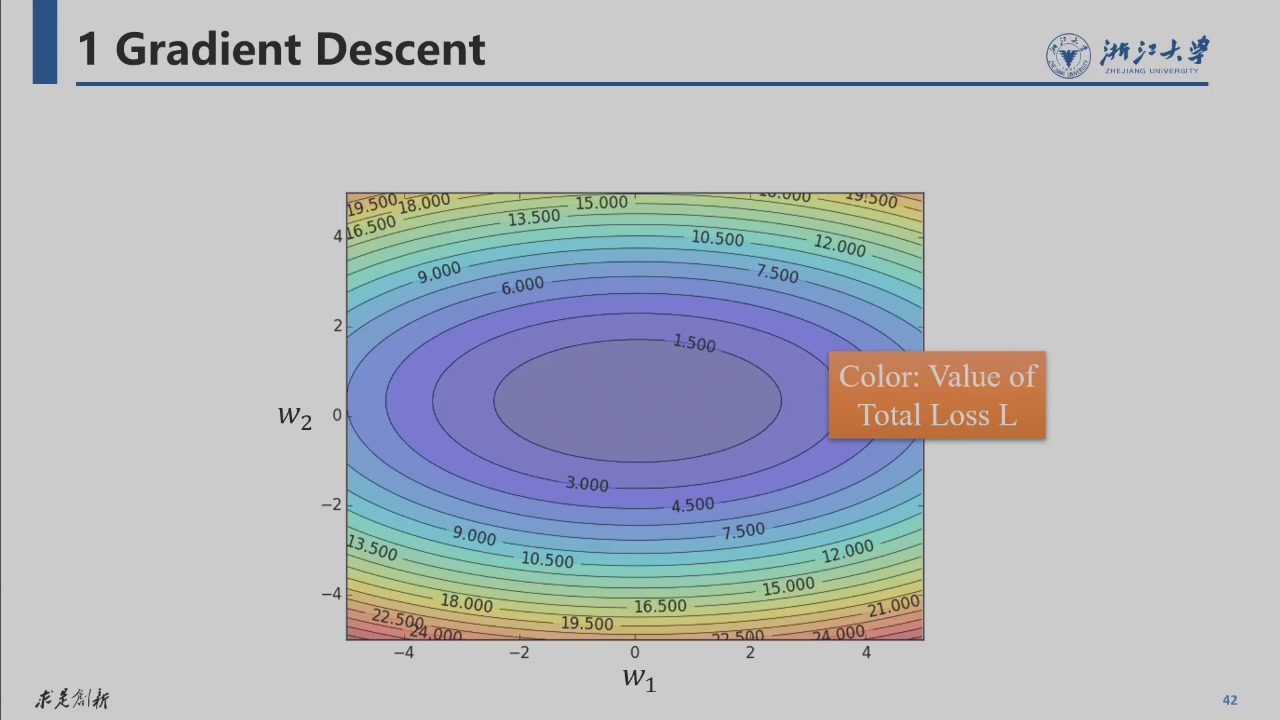 1 Gradient Descent
浙江大学
ZHEJIANG UNIVERSITY
19.500 18.000 15.000 18.000 19.500
16.500 13.500
4 10.500 12.000
9.000 7.500
6.000
2
1.500
Color: Value of
Total Loss L
w₂ 0
3.000
−2 4.500
9.000 7.500
13.500 10.500 12.000
−4 15.000
18.000 16.500 21.000
22.500 19.500
24.000 22.500 24.000
−4 −2 0 2 4
w₁
求是创新
42